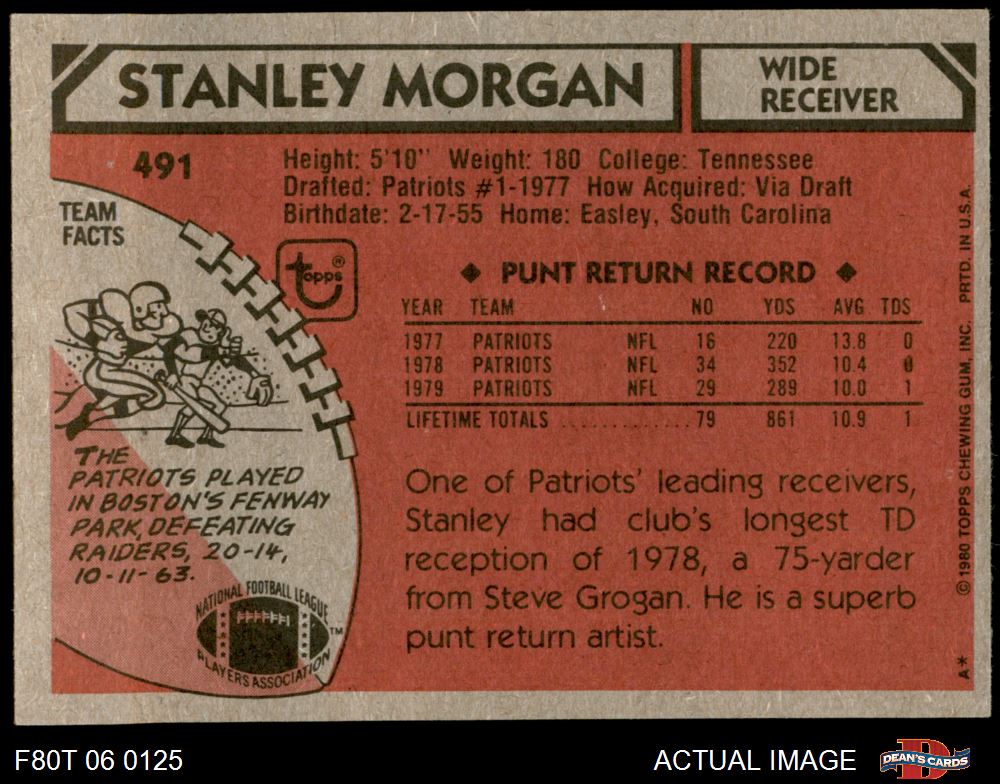 STANLEY MORGAN
WIDE
RECEIVER
491
Height: 5'10" Weight: 180 College: Tennessee
Drafted: Patriots #1-1977 How Acquired: Via Draft
Birthdate: 2-17-55 Home: Easley, South Carolina
TEAM
FACTS
topps®
◆ PUNT RETURN RECORD ◆
YEAR TEAM NO YDS AVG TDS
1977 PATRIOTS NFL 16 220 13.8 0
1978 PATRIOTS NFL 34 352 10.4 0
1979 PATRIOTS NFL 29 289 10.0 1
LIFETIME TOTALS ............. 79 861 10.9 1
THE
PATRIOTS PLAYED
IN BOSTON'S FENWAY
PARK, DEFEATING
RAIDERS, 20-14,
10-11-63.
NATIONAL FOOTBALL LEAGUE
PLAYERS ASSOCIATION
TM
One of Patriots' leading receivers,
Stanley had club's longest TD
reception of 1978, a 75-yarder
from Steve Grogan. He is a superb
punt return artist.
A* ©1980 TOPPS CHEWING GUM, INC. PRTD. IN U.S.A.
F80T 06 0125
ACTUAL IMAGE
DEAN'S CARDS